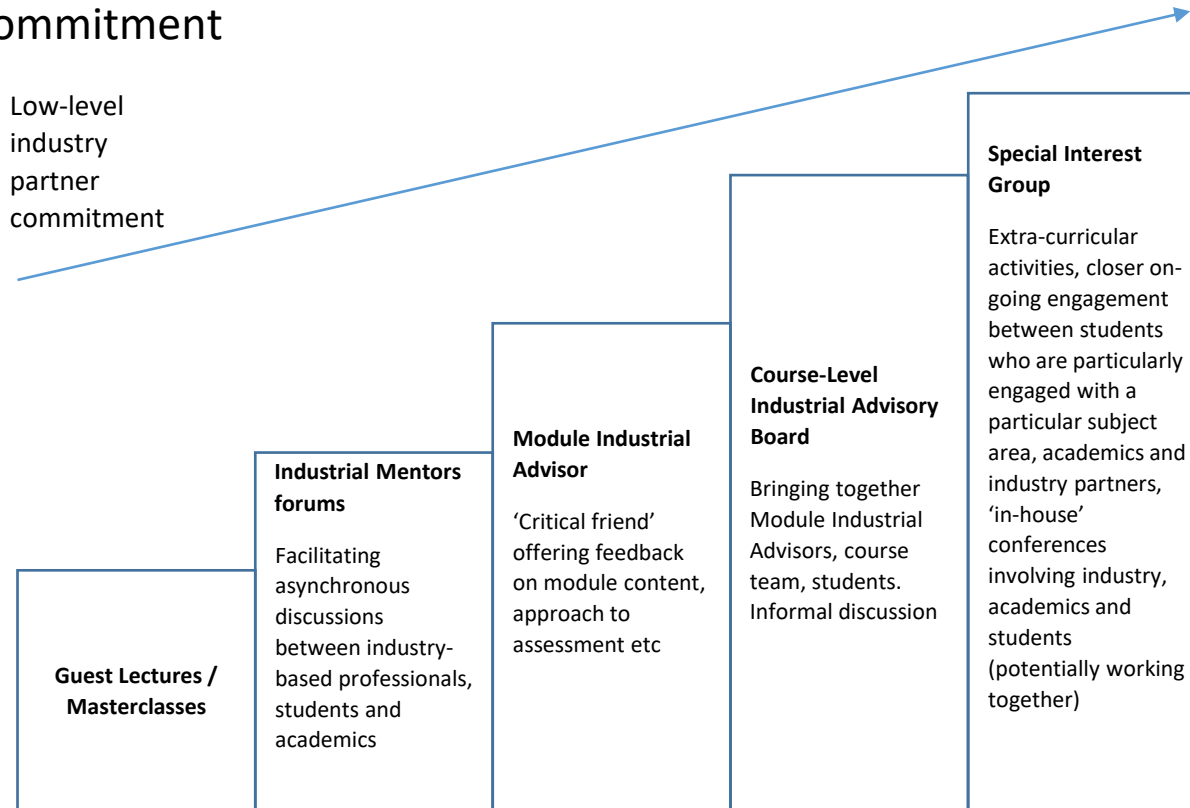 ommitment
Low-level
industry
partner
commitment
Guest Lectures /
Masterclasses
Industrial Mentors
forums
Facilitating
asynchronous
discussions
between industry-
based professionals,
students and
academics
Module Industrial
Advisor
‘Critical friend’
offering feedback
on module content,
approach to
assessment etc
Course-Level
Industrial Advisory
Board
Bringing together
Module Industrial
Advisors, course
team, students.
Informal discussion
Special Interest
Group
Extra-curricular
activities, closer on-
going engagement
between students
who are particularly
engaged with a
particular subject
area, academics and
industry partners,
‘in-house’
conferences
involving industry,
academics and
students
(potentially working
together)